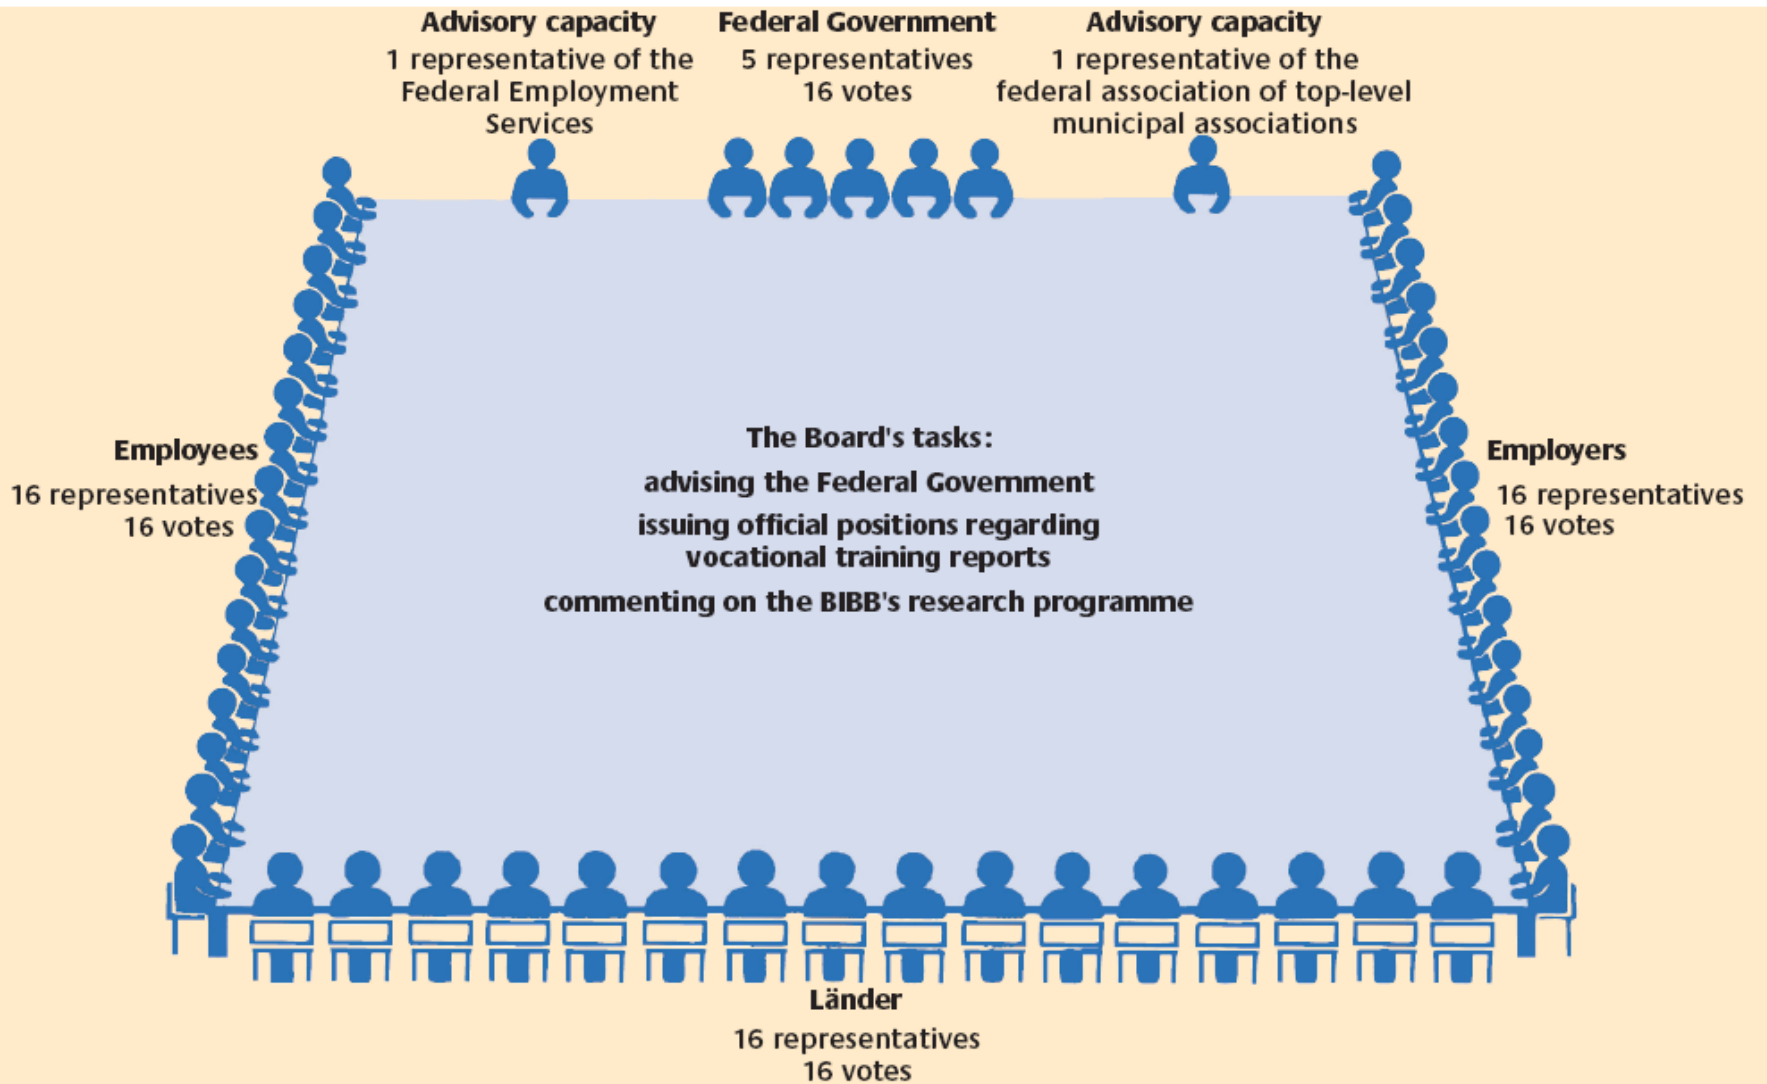 Advisory capacity
1 representative of the
Federal Employment
Services
Federal Government
5 representatives
16 votes
Advisory capacity
1 representative of the
federal association of top-level
municipal associations
Employees
16 representatives
16 votes
The Board's tasks:
advising the Federal Government
issuing official positions regarding
vocational training reports
commenting on the BIBB's research programme
Employers
16 representatives
16 votes
Länder
16 representatives
16 votes